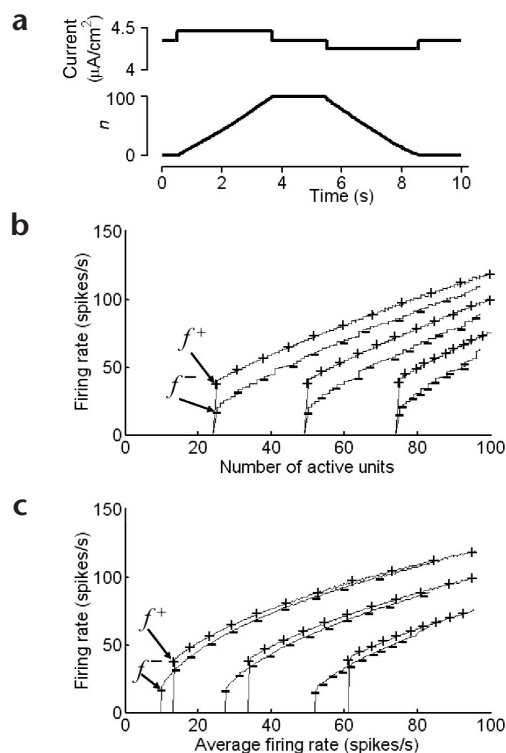 a
Current
(μA/cm²)
4.5
4
n
100
0
0 2 4 6 8 10
Time (s)
b
Firing rate (spikes/s)
150
100
50
0
f+
f−
0 20 40 60 80 100
Number of active units
c
Firing rate (spikes/s)
150
100
50
0
f+
f−
0 20 40 60 80 100
Average firing rate (spikes/s)